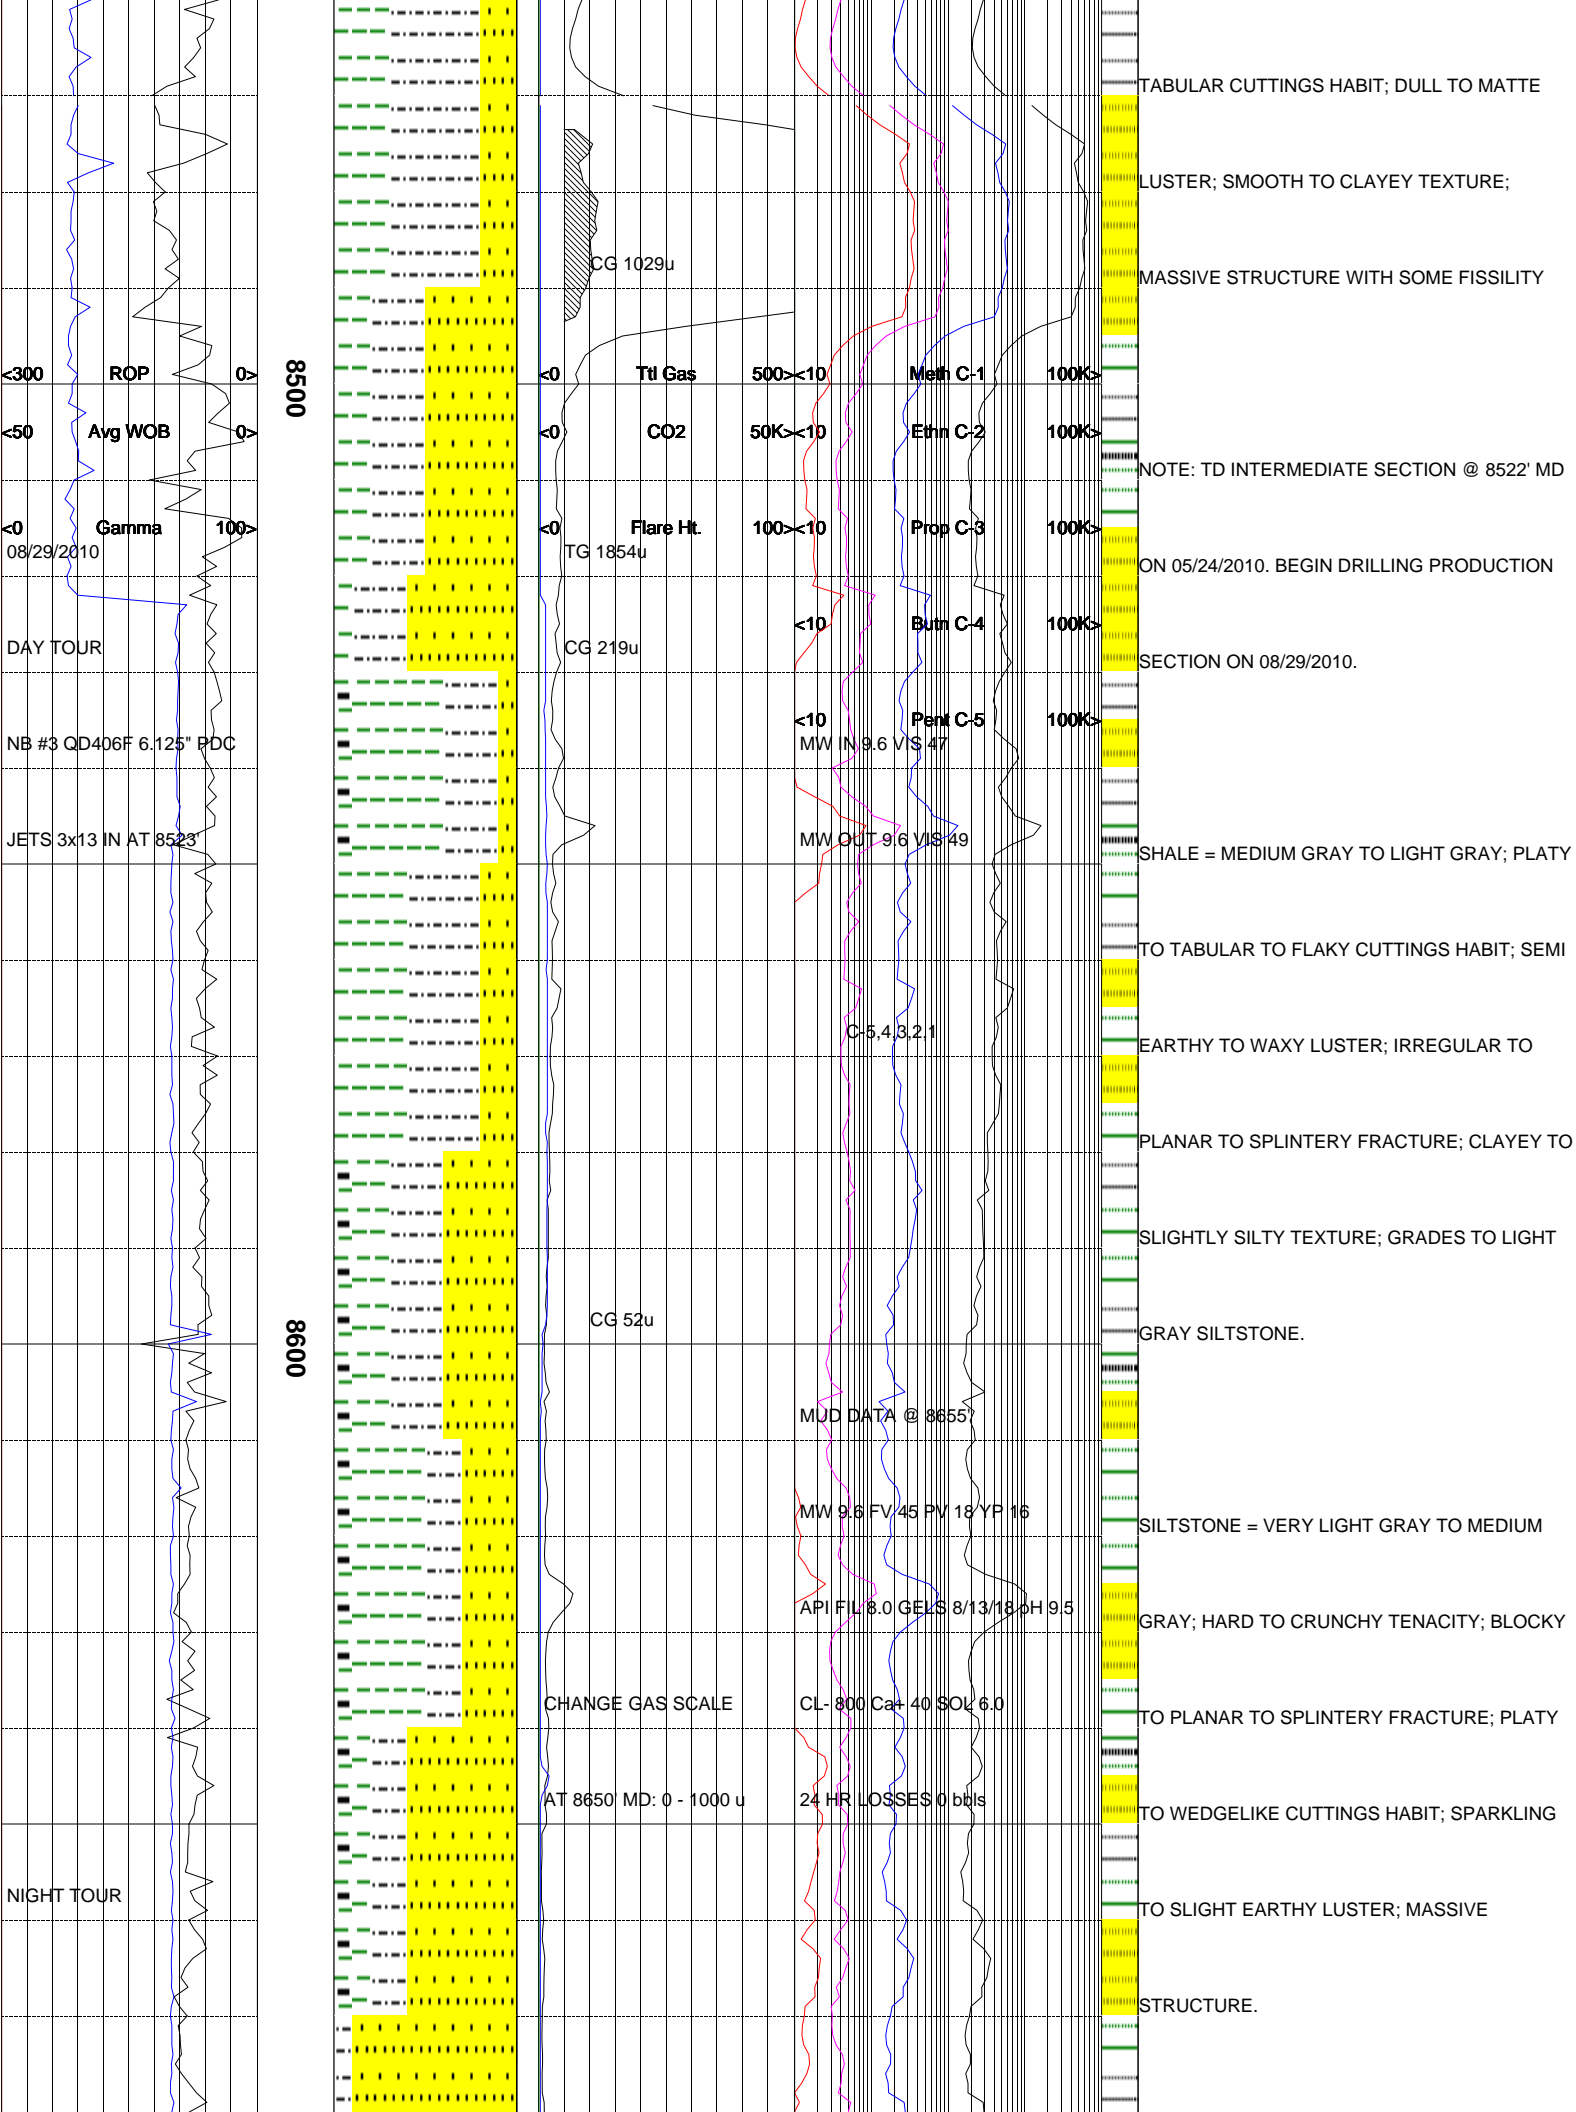 TABULAR CUTTINGS HABIT; DULL TO MATTE
LUSTER; SMOOTH TO CLAYEY TEXTURE;
CG 1029u
MASSIVE STRUCTURE WITH SOME FISSILITY
<300 ROP 0>
8500
<0 Ttl Gas 500>
<10 Meth C-1 100K>
<50 Avg WOB 0>
<0 CO2 50K>
<10 Ethn C-2 100K>
NOTE: TD INTERMEDIATE SECTION @ 8522' MD
<0 Gamma 100>
<0 Flare Ht. 100>
<10 Prop C-3 100K>
08/29/2010
TG 1854u
ON 05/24/2010. BEGIN DRILLING PRODUCTION
<10 Butn C-4 100K>
DAY TOUR
CG 219u
SECTION ON 08/29/2010.
<10 Pent C-5 100K>
NB #3 QD406F 6.125" PDC
MW IN 9.6 VIS 47
JETS 3x13 IN AT 8523'
MW OUT 9.6 VIS 49
SHALE = MEDIUM GRAY TO LIGHT GRAY; PLATY
TO TABULAR TO FLAKY CUTTINGS HABIT; SEMI
C-5,4,3,2,1
EARTHY TO WAXY LUSTER; IRREGULAR TO
PLANAR TO SPLINTERY FRACTURE; CLAYEY TO
SLIGHTLY SILTY TEXTURE; GRADES TO LIGHT
CG 52u
8600
GRAY SILTSTONE.
MUD DATA @ 8655'
MW 9.6 FV 45 PV 18 YP 16
SILTSTONE = VERY LIGHT GRAY TO MEDIUM
API FIL 8.0 GELS 8/13/18 pH 9.5
GRAY; HARD TO CRUNCHY TENACITY; BLOCKY
CHANGE GAS SCALE
CL- 800 Ca+ 40 SOL 6.0
TO PLANAR TO SPLINTERY FRACTURE; PLATY
AT 8650' MD: 0 - 1000 u
24 HR LOSSES 0 bbls
TO WEDGELIKE CUTTINGS HABIT; SPARKLING
NIGHT TOUR
TO SLIGHT EARTHY LUSTER; MASSIVE
STRUCTURE.